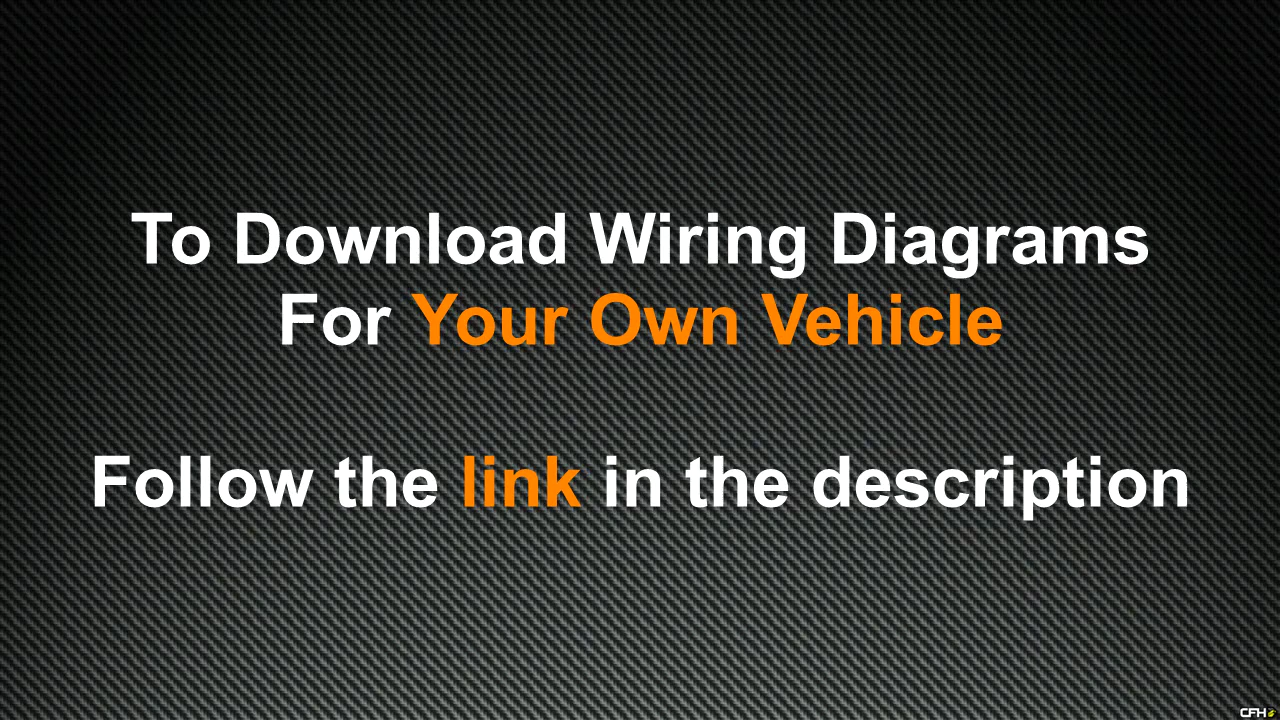 To Download Wiring Diagrams
For Your Own Vehicle
Follow the link in the description
CFH